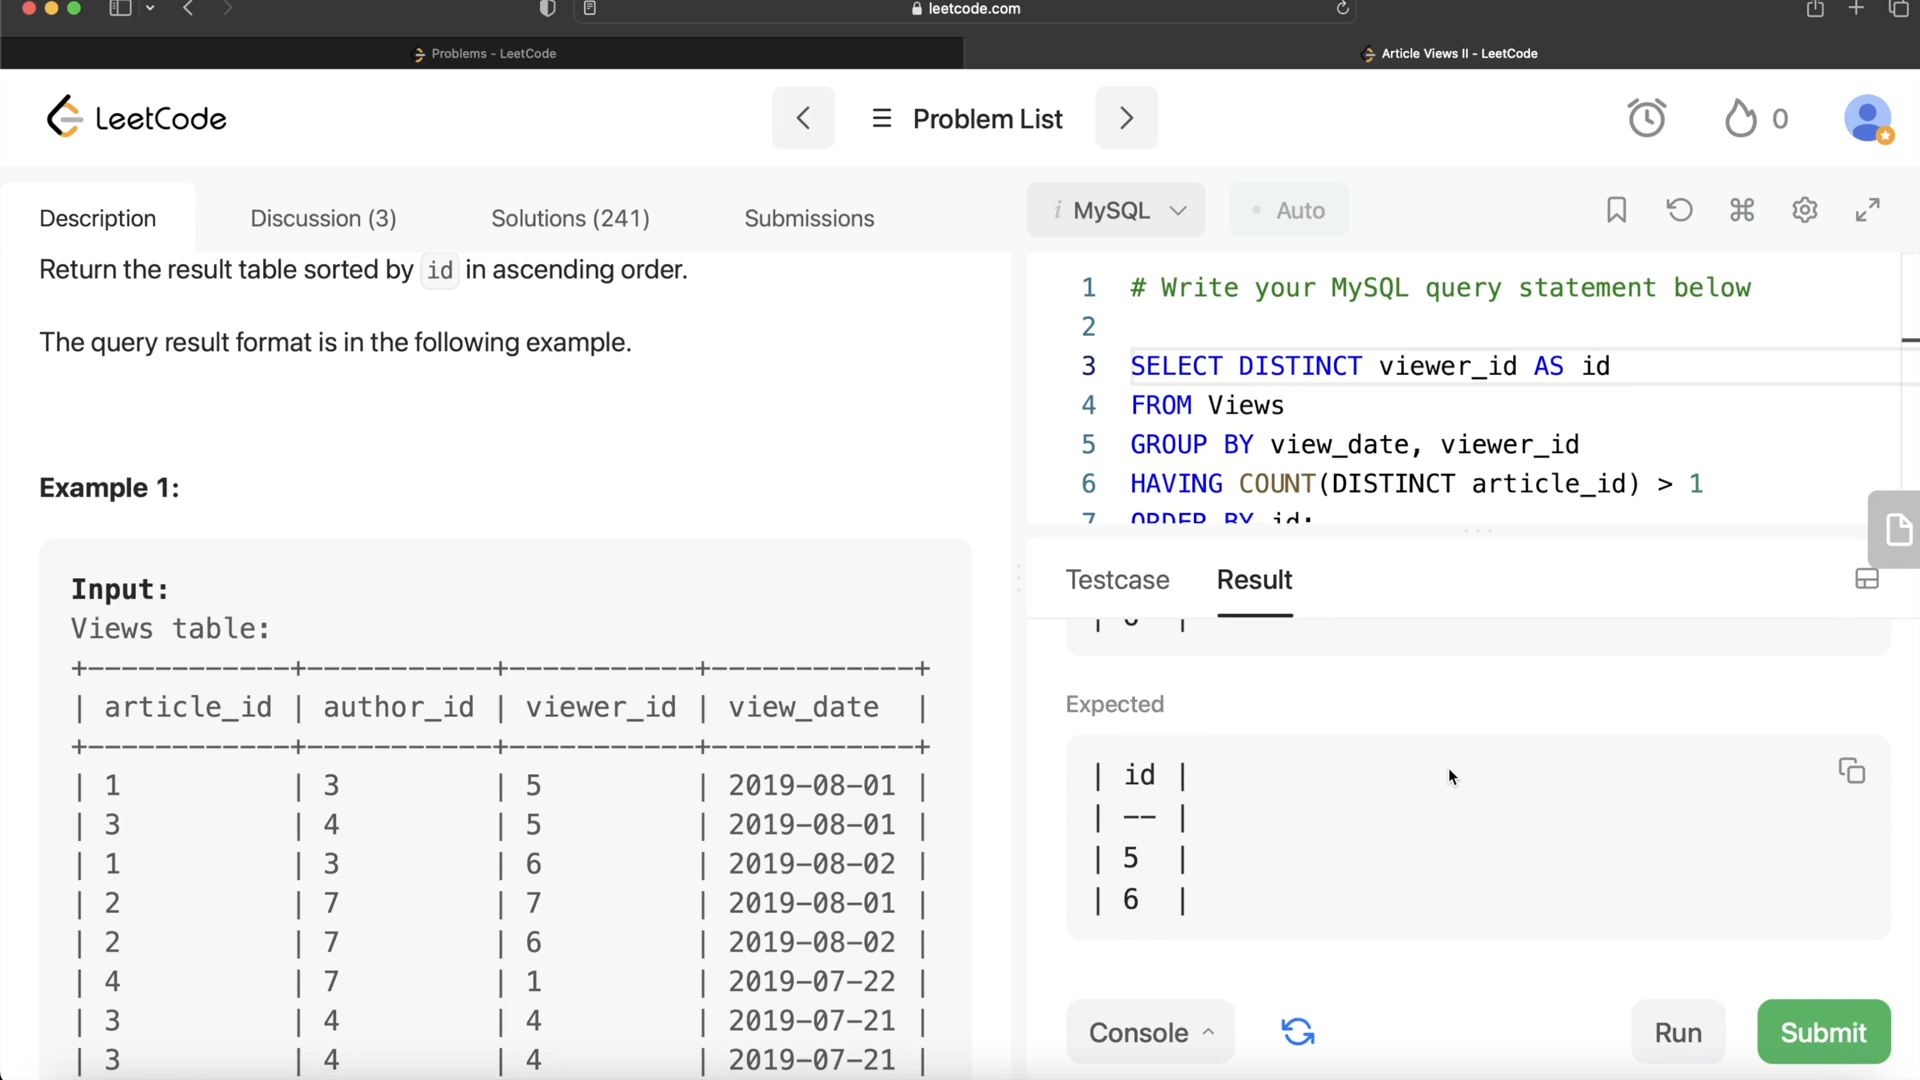 leetcode.com
Problems - LeetCode
Article Views II - LeetCode
LeetCode
Problem List
0
Description
Discussion (3)
Solutions (241)
Submissions
Return the result table sorted by id in ascending order.
The query result format is in the following example.
Example 1:
Input:
Views table:
+------------+-----------+-----------+------------+
| article_id | author_id | viewer_id | view_date  |
+------------+-----------+-----------+------------+
| 1          | 3         | 5         | 2019-08-01 |
| 3          | 4         | 5         | 2019-08-01 |
| 1          | 3         | 6         | 2019-08-02 |
| 2          | 7         | 7         | 2019-08-01 |
| 2          | 7         | 6         | 2019-08-02 |
| 4          | 7         | 1         | 2019-07-22 |
| 3          | 4         | 4         | 2019-07-21 |
| 3          | 4         | 4         | 2019-07-21 |
i MySQL
Auto
1 # Write your MySQL query statement below
2
3 SELECT DISTINCT viewer_id AS id
4 FROM Views
5 GROUP BY view_date, viewer_id
6 HAVING COUNT(DISTINCT article_id) > 1
7 ORDER BY id;
Testcase
Result
| 6  |
Expected
| id |
| -- |
| 5  |
| 6  |
Console
Run
Submit